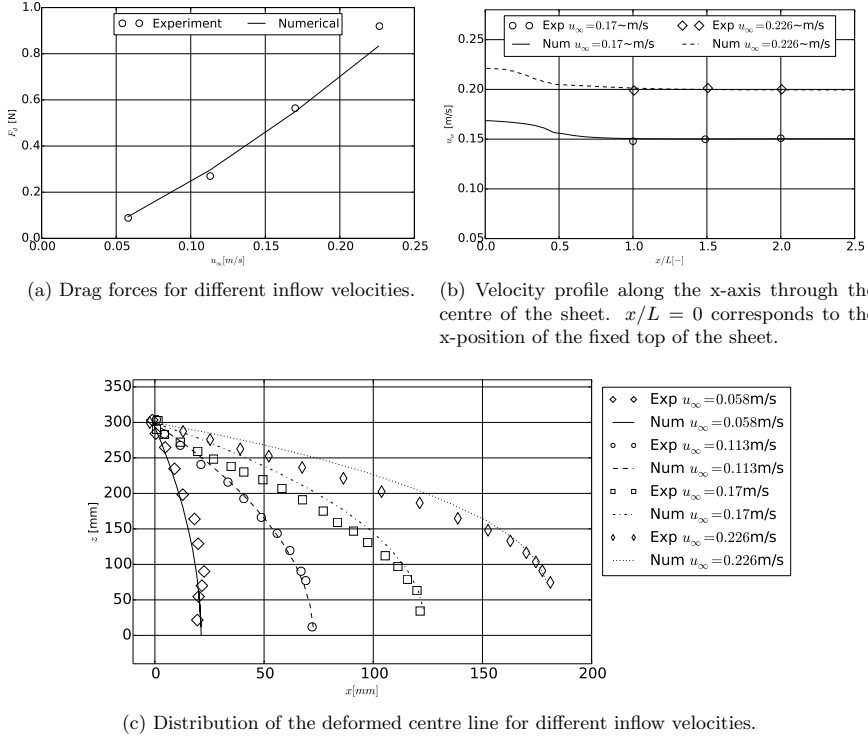 Experiment
Numerical
1.0
0.8
0.6
0.4
0.2
0.0
F_d [N]
0.00 0.05 0.10 0.15 0.20 0.25
u_∞[m/s]
(a) Drag forces for different inflow velocities.
Exp u_∞=0.17~m/s
Exp u_∞=0.226~m/s
Num u_∞=0.17~m/s
Num u_∞=0.226~m/s
0.25
0.20
0.15
0.10
0.05
u_w [m/s]
0.0 0.5 1.0 1.5 2.0 2.5
x/L[−]
(b) Velocity profile along the x-axis through the
centre of the sheet. x/L = 0 corresponds to the
x-position of the fixed top of the sheet.
350
300
250
200
150
100
50
0
z [mm]
0 50 100 150 200
x[mm]
Exp u_∞=0.058m/s
Num u_∞=0.058m/s
Exp u_∞=0.113m/s
Num u_∞=0.113m/s
Exp u_∞=0.17m/s
Num u_∞=0.17m/s
Exp u_∞=0.226m/s
Num u_∞=0.226m/s
(c) Distribution of the deformed centre line for different inflow velocities.